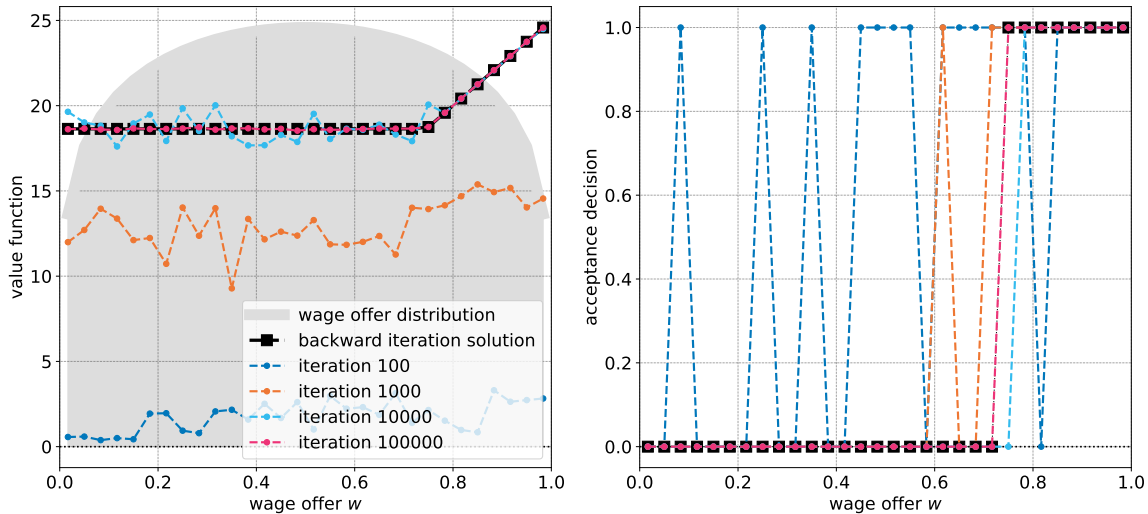 25
20
15
10
5
0
value function
0.0
0.2
0.4
0.6
0.8
1.0
wage offer w
wage offer distribution
backward iteration solution
iteration 100
iteration 1000
iteration 10000
iteration 100000
1.0
0.8
0.6
0.4
0.2
0.0
acceptance decision
0.0
0.2
0.4
0.6
0.8
1.0
wage offer w